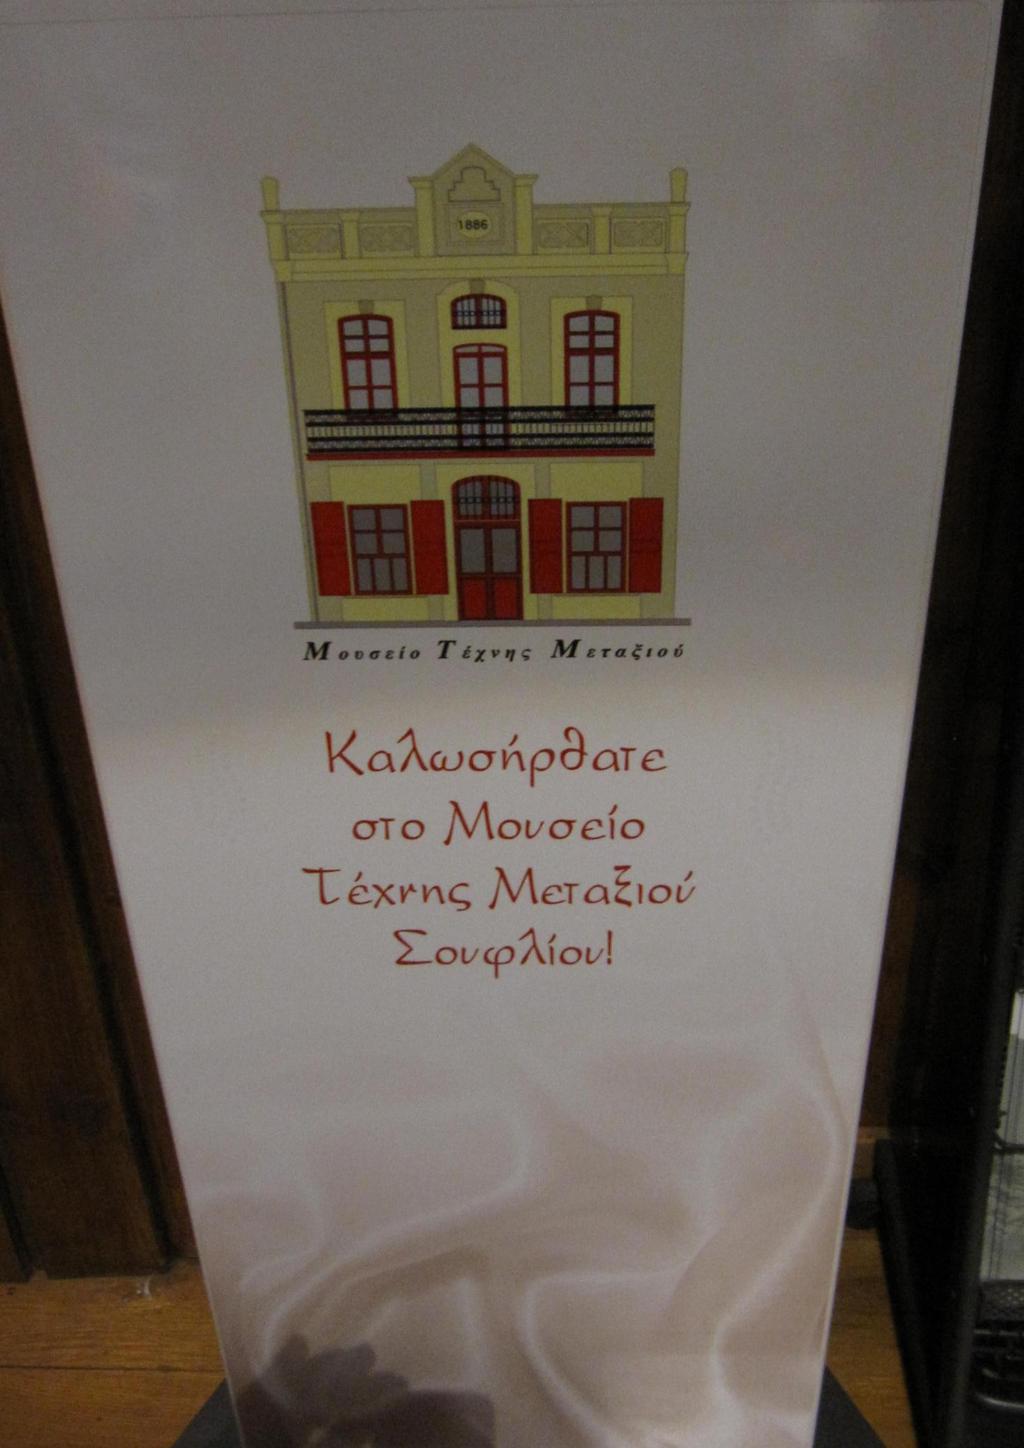 1886
Μουσείο Τέχνης Μεταξιού
Καλωσήρθατε
στο Μουσείο
Τέχνης Μεταξιού
Σουφλίου!